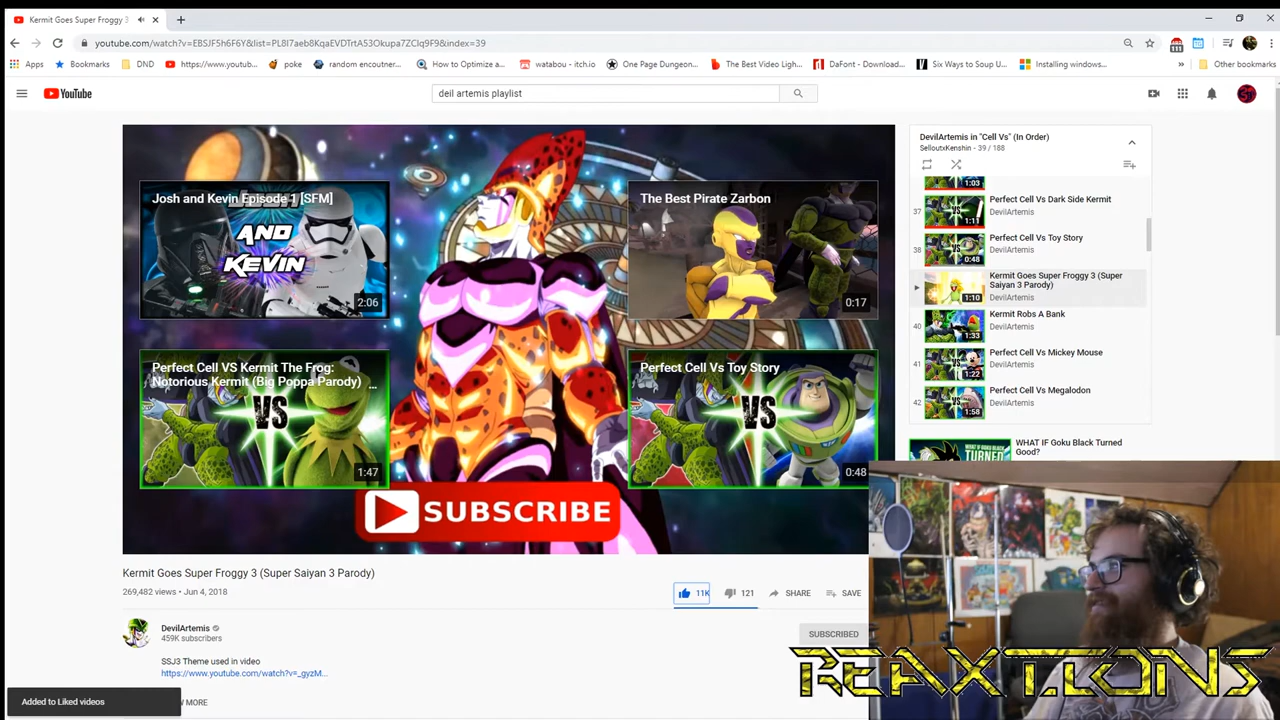 Kermit Goes Super Froggy 3
youtube.com/watch?v=EBSJF5h6F6Y&list=PL8I7aeb8KqaEVDTrtA53Okupa7ZClq9F9&index=39
Apps
Bookmarks
DND
https://www.youtub...
poke
random encoutner...
How to Optimize a...
watabou - itch.io
One Page Dungeon...
The Best Video Ligh...
DaFont - Download...
Six Ways to Soup U...
Installing windows...
»
Other bookmarks
YouTube
deil artemis playlist
Josh and Kevin Episode 1 [SFM]
AND
KEVIN
2:06
The Best Pirate Zarbon
0:17
Perfect Cell VS Kermit The Frog:
Notorious Kermit (Big Poppa Parody) ...
VS
1:47
Perfect Cell Vs Toy Story
VS
0:48
SUBSCRIBE
DevilArtemis in "Cell Vs" (In Order)
SelloutxKenshin - 39 / 188
1:03
37
1:11
Perfect Cell Vs Dark Side Kermit
DevilArtemis
38
0:48
Perfect Cell Vs Toy Story
DevilArtemis
1:10
Kermit Goes Super Froggy 3 (Super
Saiyan 3 Parody)
DevilArtemis
40
1:33
Kermit Robs A Bank
DevilArtemis
41
1:22
Perfect Cell Vs Mickey Mouse
DevilArtemis
42
1:58
Perfect Cell Vs Megalodon
DevilArtemis
WHAT IF GOKU BLACK
TURNED
WHAT IF Goku Black Turned
Good?
Kermit Goes Super Froggy 3 (Super Saiyan 3 Parody)
269,482 views • Jun 4, 2018
11K
121
SHARE
SAVE
DevilArtemis
459K subscribers
SUBSCRIBED
SSJ3 Theme used in video
https://www.youtube.com/watch?v=_gyzM...
MORE
Added to Liked videos
REAXTIONS